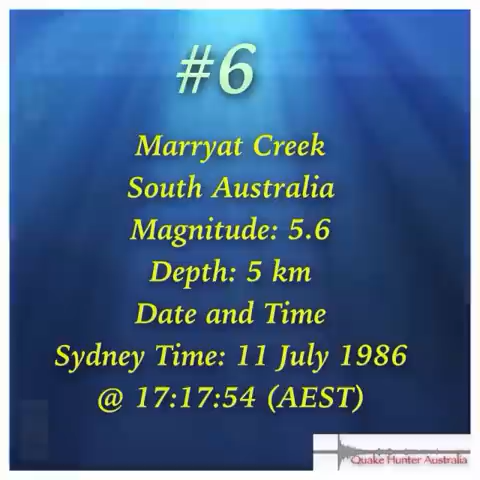 #6
Marryat Creek
South Australia
Magnitude: 5.6
Depth: 5 km
Date and Time
Sydney Time: 11 July 1986
@ 17:17:54 (AEST)
Quake Hunter Australia